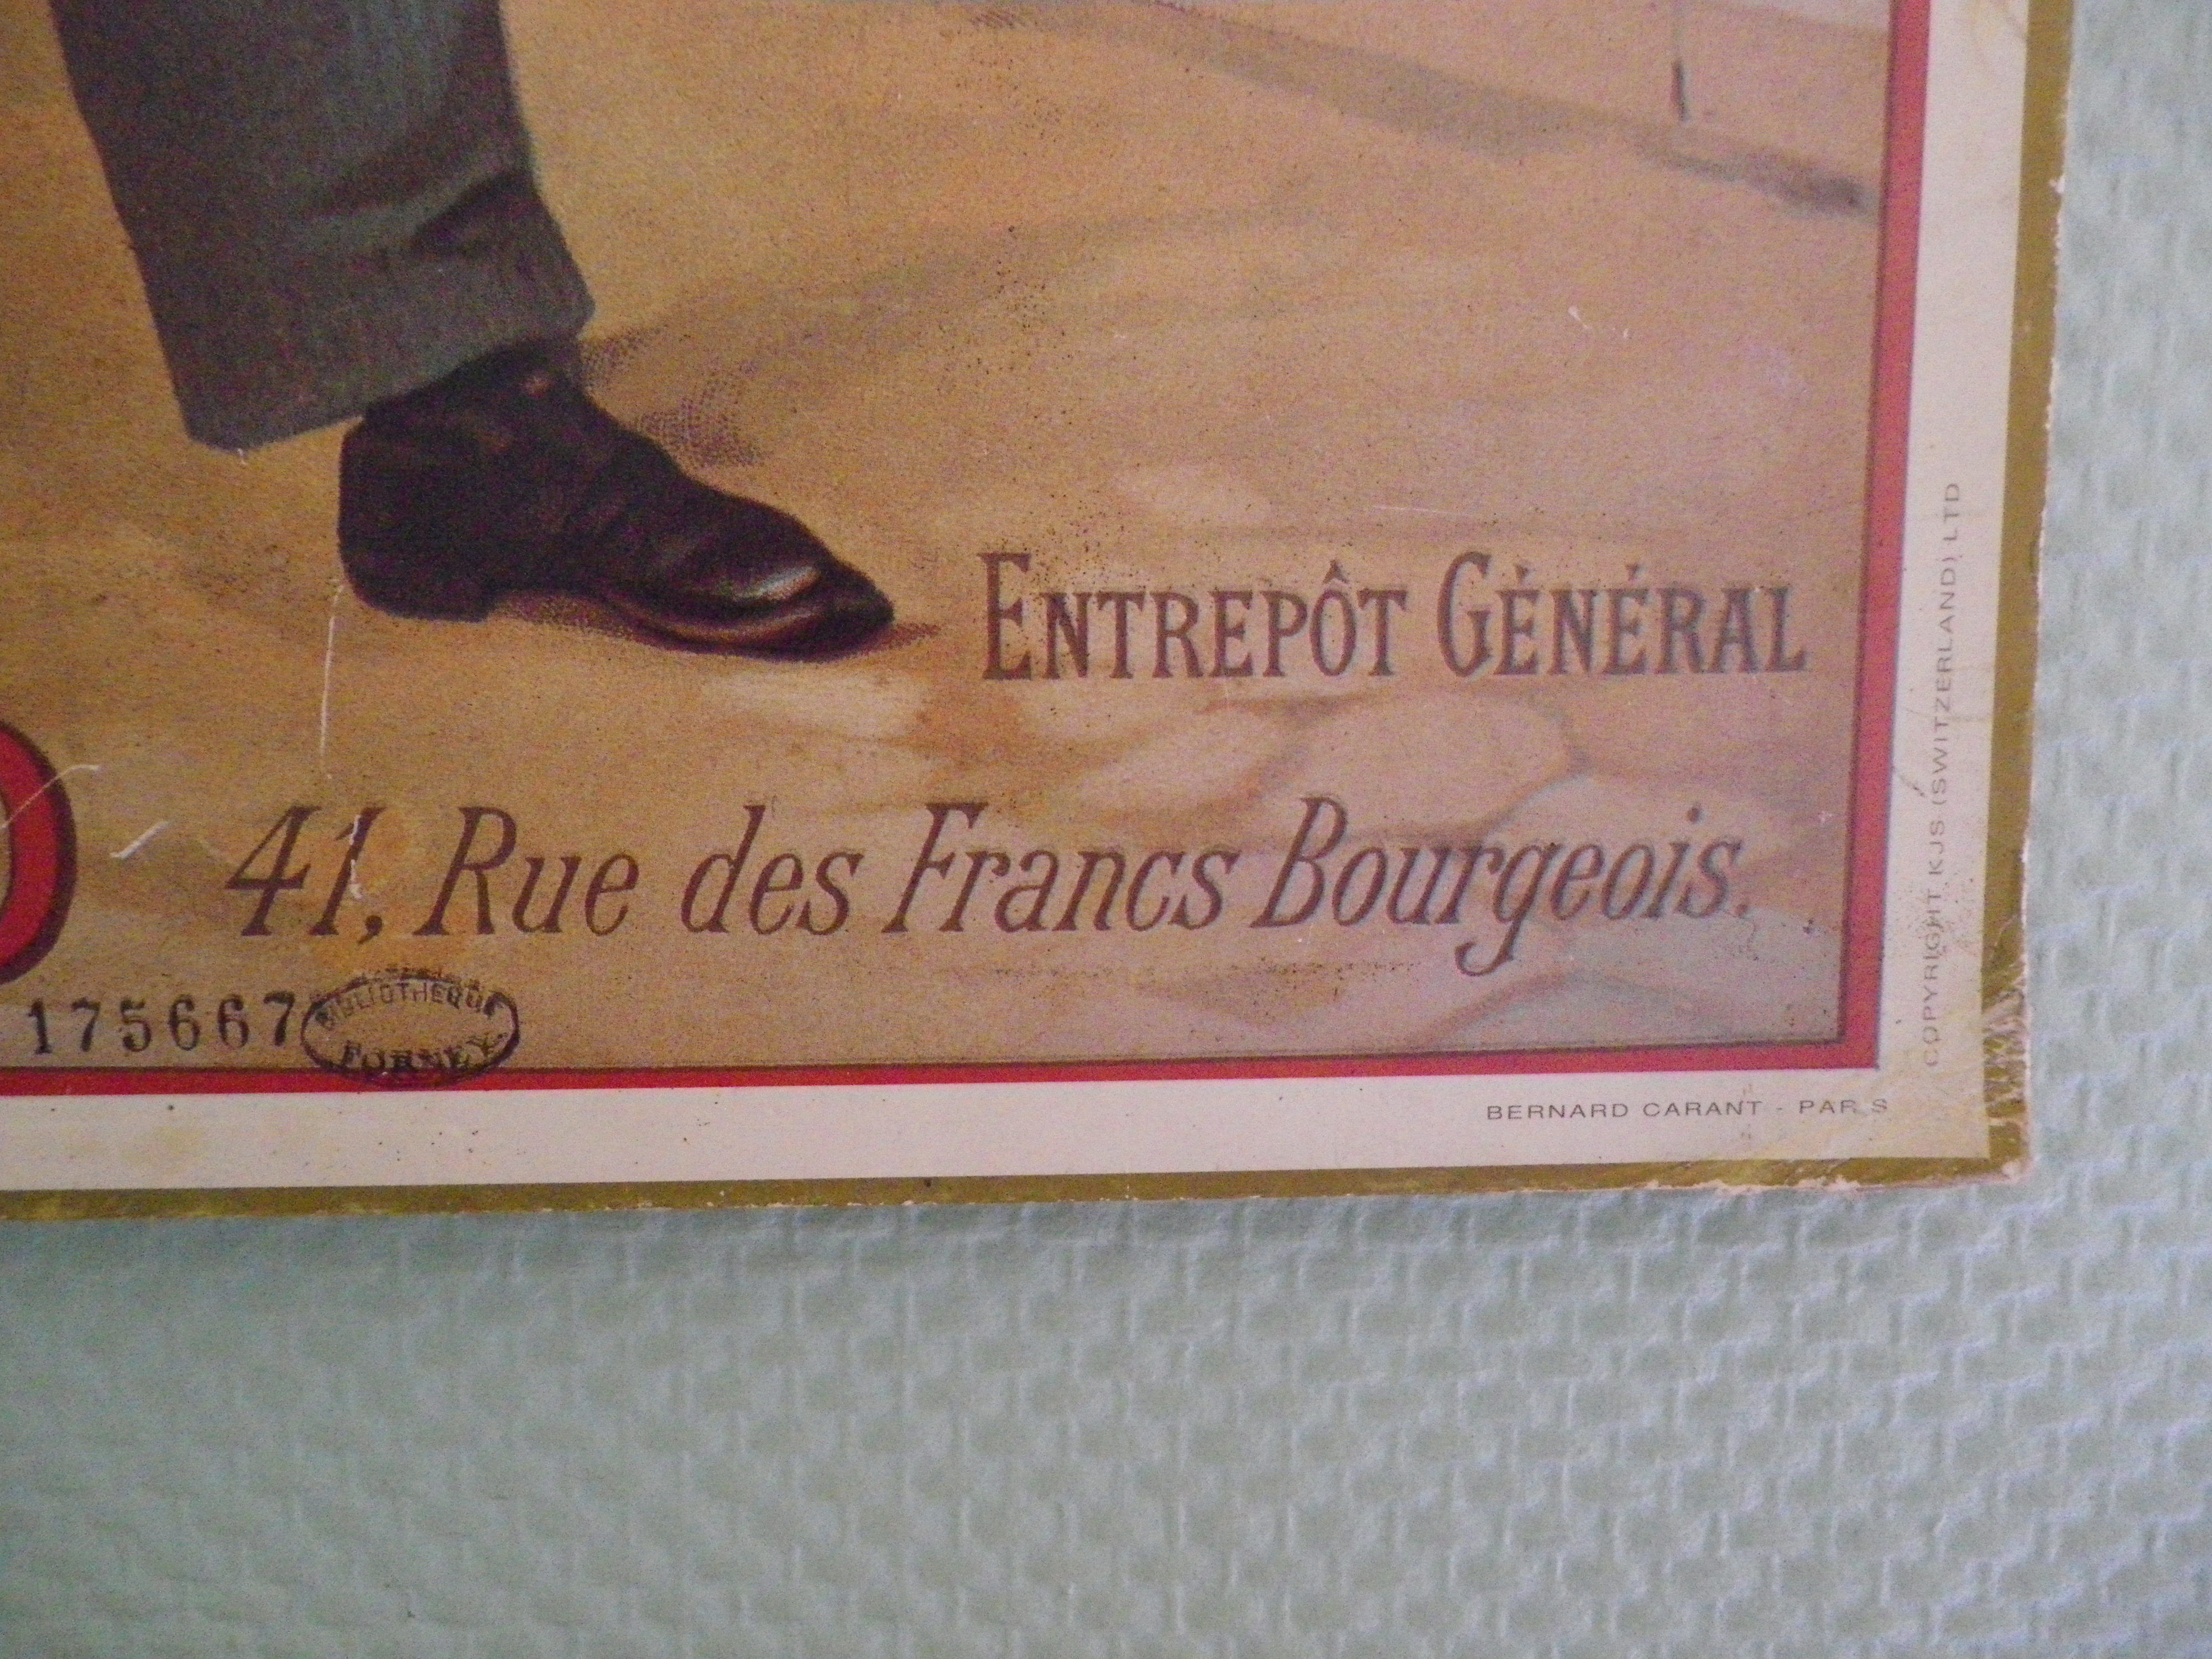 ENTREPÔT GÉNÉRAL
41, Rue des Francs Bourgeois.
175667
BIBLIOTHEQUE
FORNEY
BERNARD CARANT - PARIS
COPYRIGHT KJS (SWITZERLAND) LTD